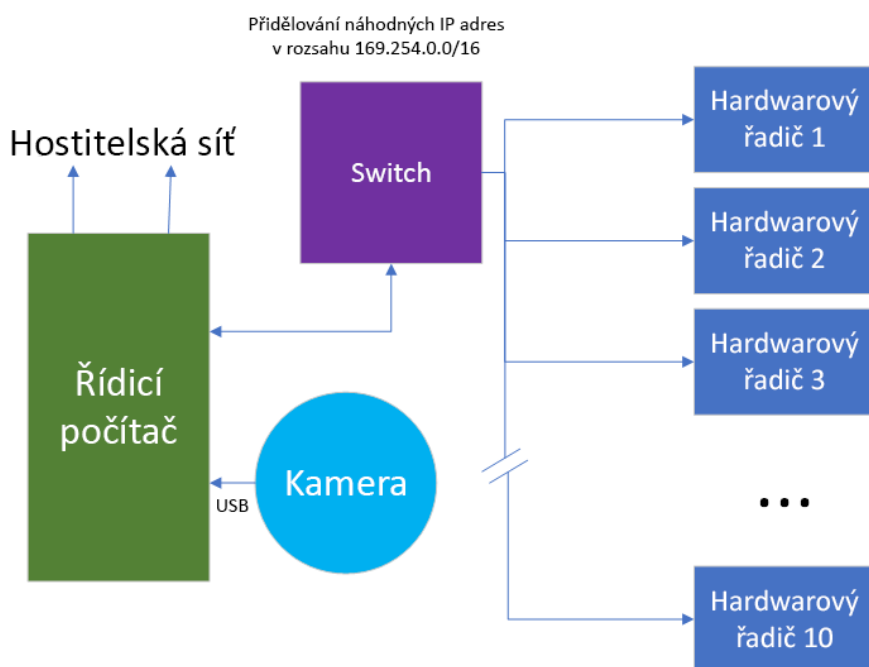 Přidělování náhodných IP adres
v rozsahu 169.254.0.0/16
Hostitelská síť
Switch
Hardwarový
řadič 1
Hardwarový
řadič 2
Hardwarový
řadič 3
Řídicí
počítač
Kamera
USB
...
Hardwarový
řadič 10